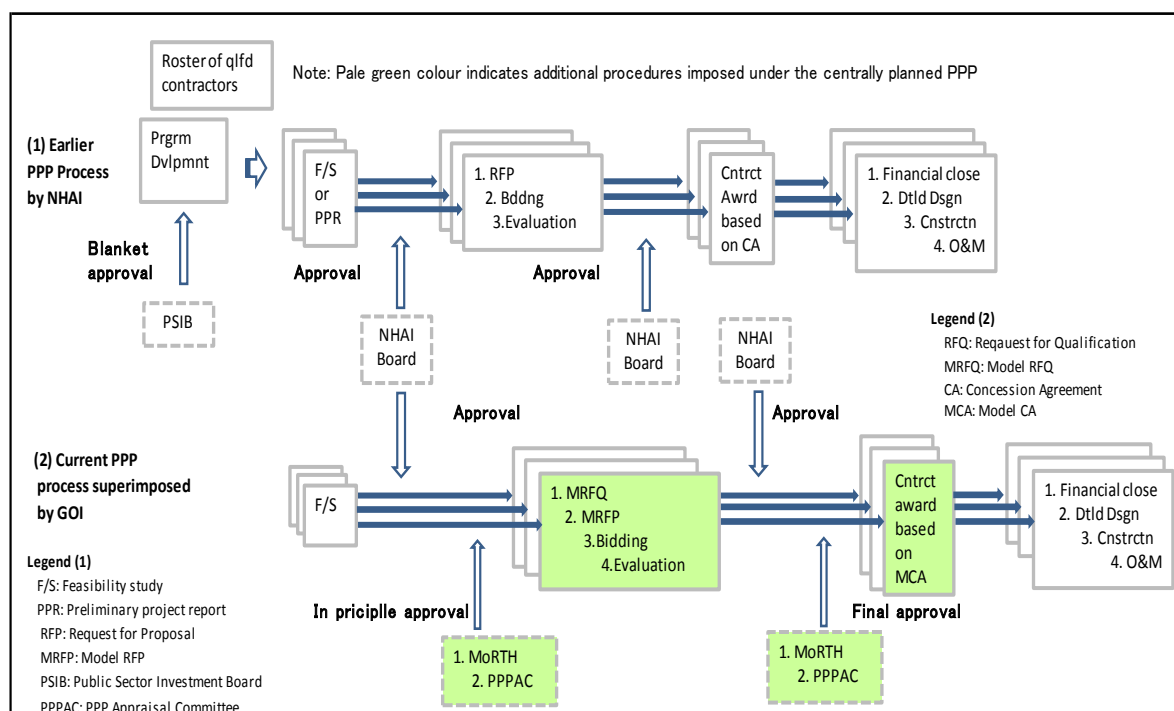 Roster of qlfd
contractors
Note: Pale green colour indicates additional procedures imposed under the centrally planned PPP
(1) Earlier
PPP Process
by NHAI
Prgrm
Dvlpmnt
F/S
or
PPR
1. RFP
2. Bddng
3.Evaluation
Cntrct
Awrd
based
on CA
1. Financial close
2. Dtld Dsgn
3. Cnstrctn
4. O&M
Blanket
approval
Approval
Approval
PSIB
NHAI
Board
NHAI
Board
NHAI
Board
Legend (2)
RFQ: Reqauest for Qualification
MRFQ: Model RFQ
CA: Concession Agreement
MCA: Model CA
Approval
Approval
(2) Current PPP
process superimposed
by GOI
F/S
1. MRFQ
2. MRFP
3.Bidding
4.Evaluation
Cntrct
award
based
on
MCA
1. Financial close
2. Dtld Dsgn
3. Cnstrctn
4. O&M
Legend (1)
F/S: Feasibility study
PPR: Preliminary project report
RFP: Request for Proposal
MRFP: Model RFP
PSIB: Public Sector Investment Board
PPPAC: PPP Appraisal Committee
In priciplle approval
Final approval
1. MoRTH
2. PPPAC
1. MoRTH
2. PPPAC